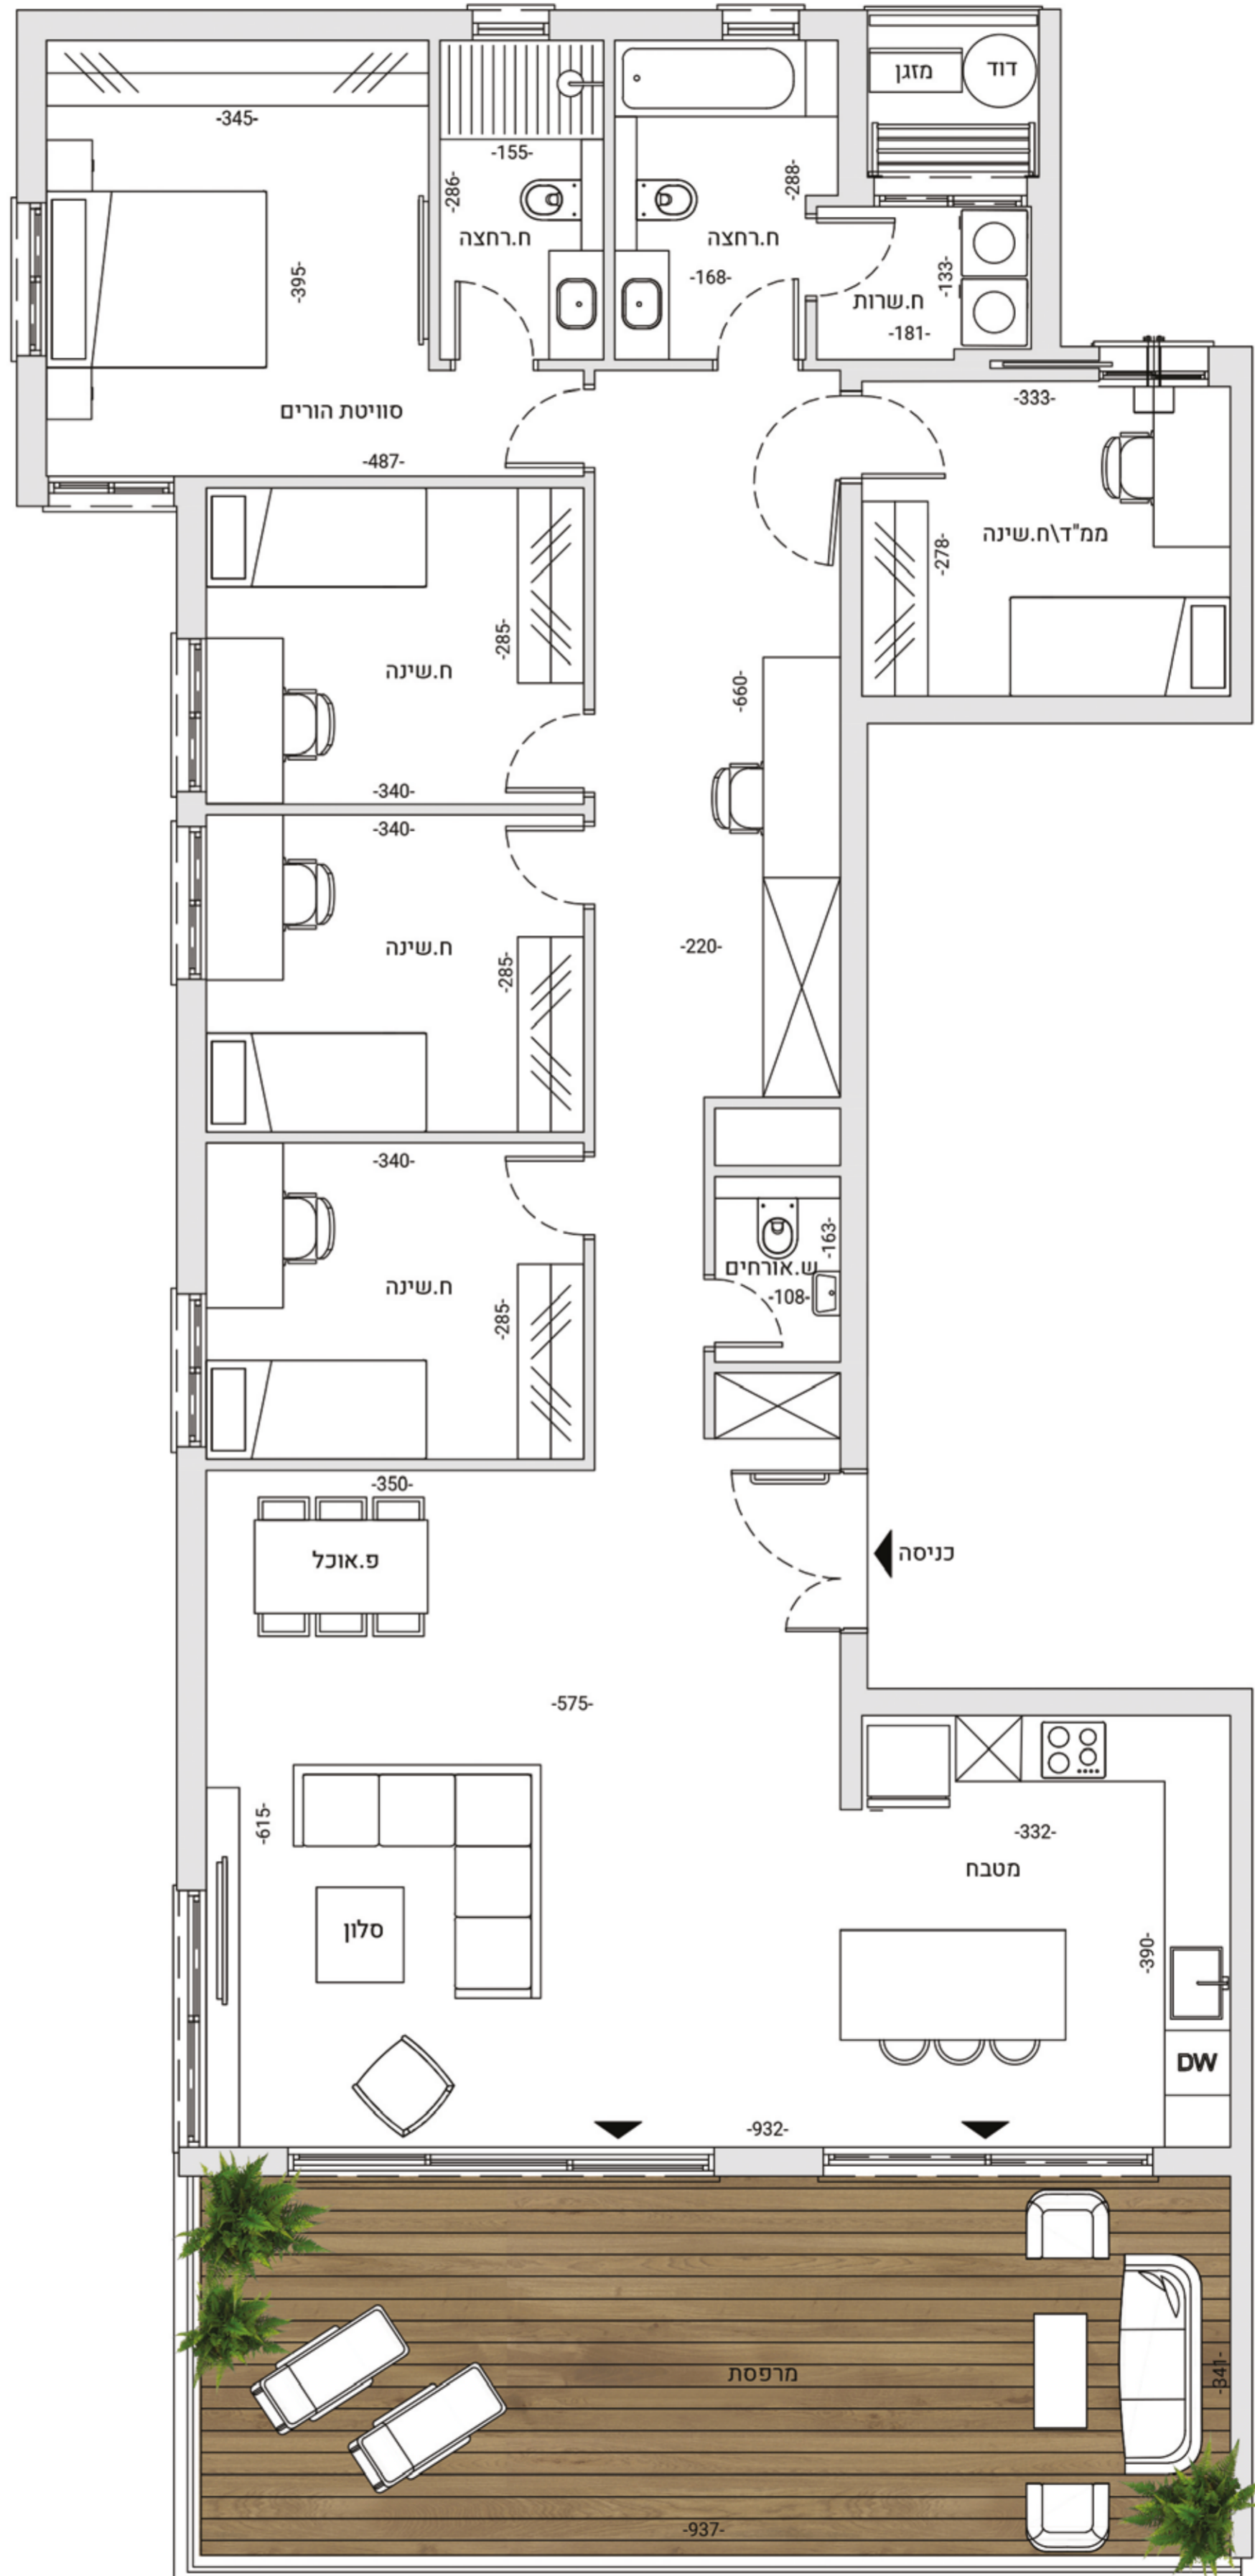 מזגן
דוד
-345-
-155-
-286-
-288-
ח.רחצה
ח.רחצה
-168-
-133-
ח.שרות
-181-
-395-
סוויטת הורים
-487-
-333-
ממ"ד\ח.שינה
-278-
-285-
ח.שינה
-660-
-340-
-340-
ח.שינה
-285-
-220-
-340-
-163-
ש.אורחים
-108-
ח.שינה
-285-
-350-
פ.אוכל
כניסה
-575-
-615-
-332-
מטבח
סלון
-390-
DW
-932-
מרפסת
-341-
-937-